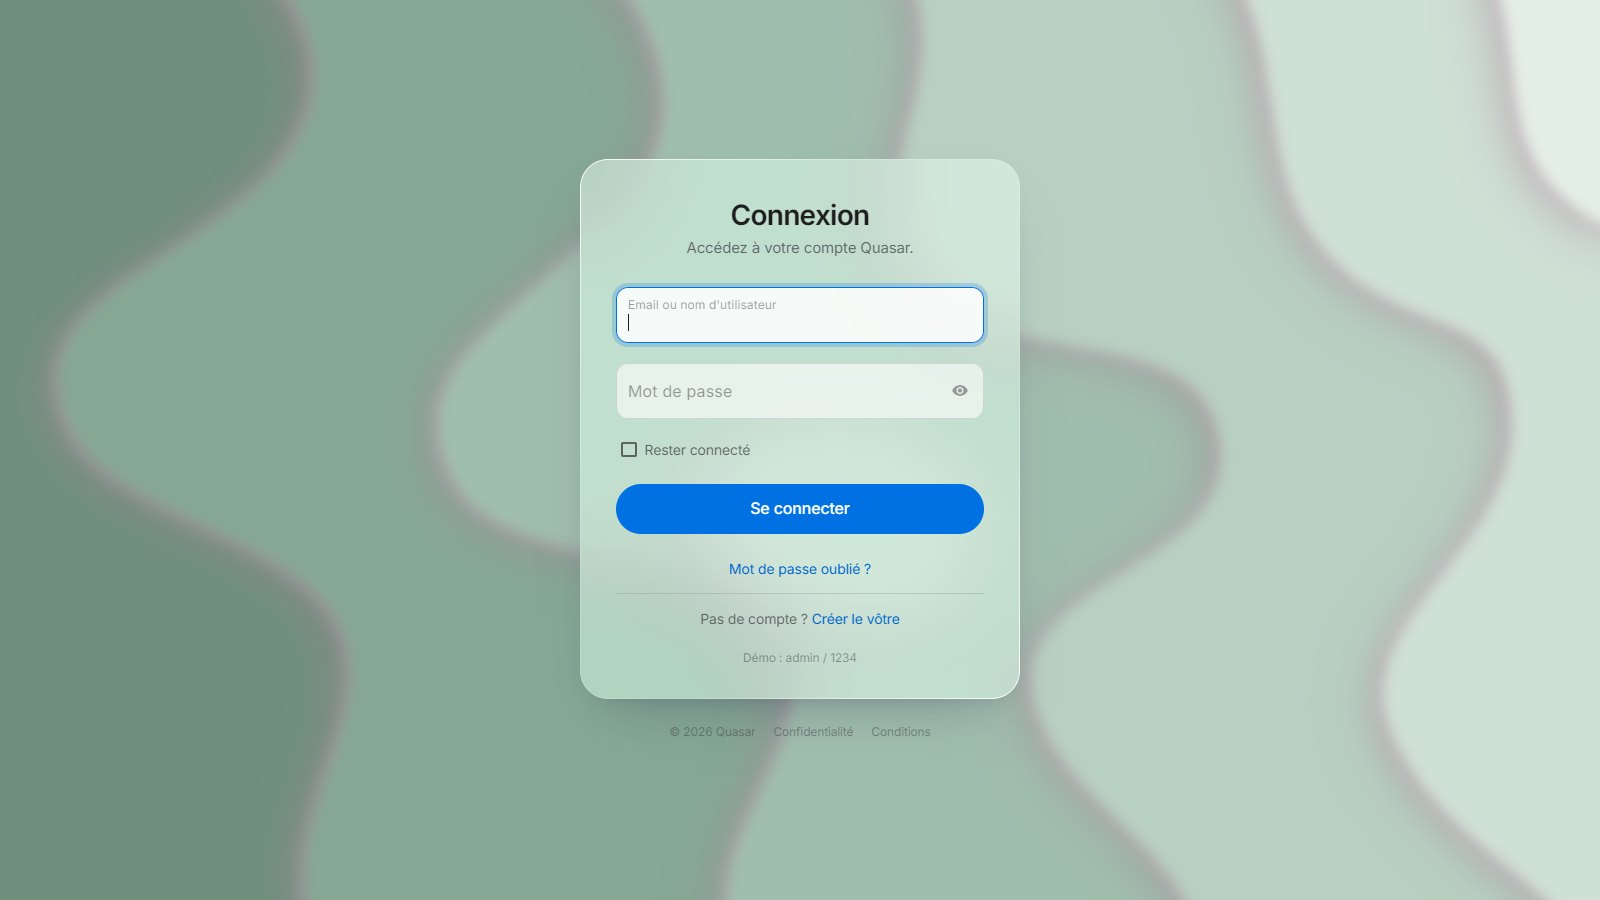 Connexion
Accédez à votre compte Quasar.
Email ou nom d'utilisateur
Mot de passe
Rester connecté
Se connecter
Mot de passe oublié ?
Pas de compte ? Créer le vôtre
Démo : admin / 1234
© 2026 Quasar Confidentialité Conditions